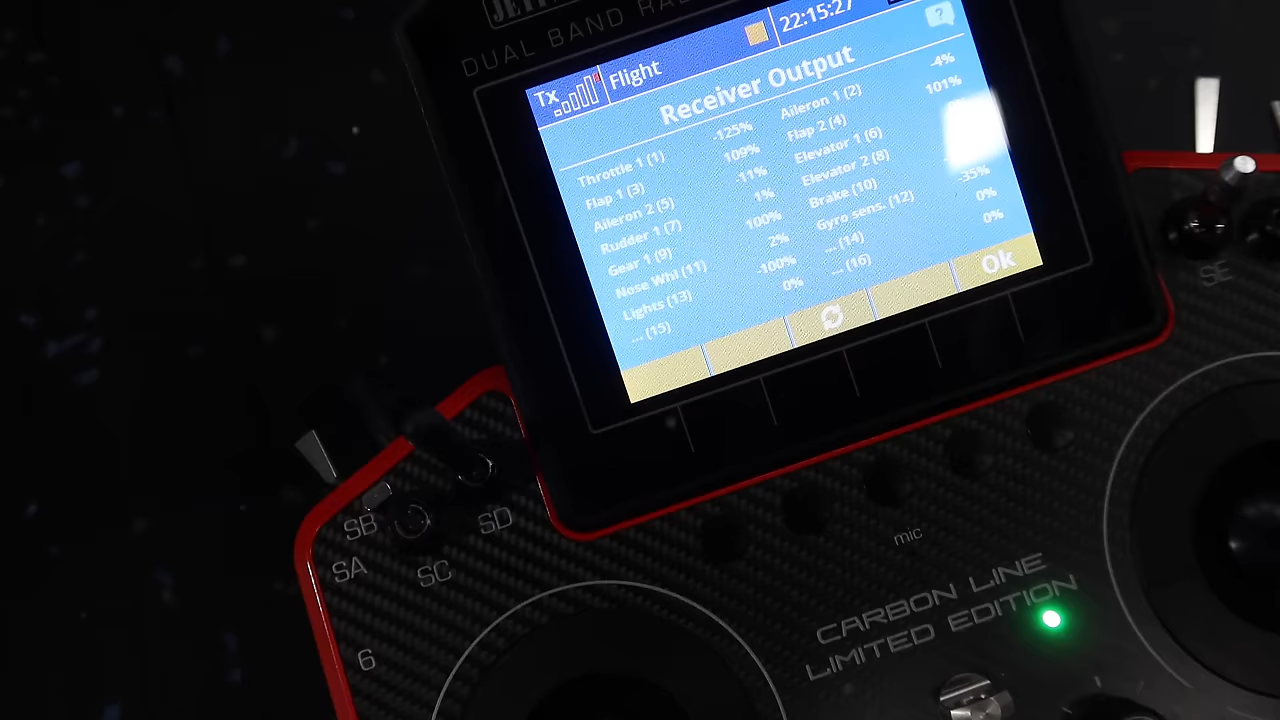 DUAL BAND
Tx Flight 22:15:27 ?
Receiver Output
Throttle 1 (1) -125% Aileron 1 (2) -4%
Flap 1 (3) 109% Flap 2 (4) 101%
Aileron 2 (5) -11% Elevator 1 (6)
Rudder 1 (7) 1% Elevator 2 (8)
Gear 1 (9) 100% Brake (10)
Nose Whl (11) 2% Gyro sens. (12) -35%
Lights (13) -100% ... (14) 0%
... (15) 0% ... (16) 0%
Ok
SE
SB
SD
SA
SC
mic
CARBON LINE
LIMITED EDITION
6